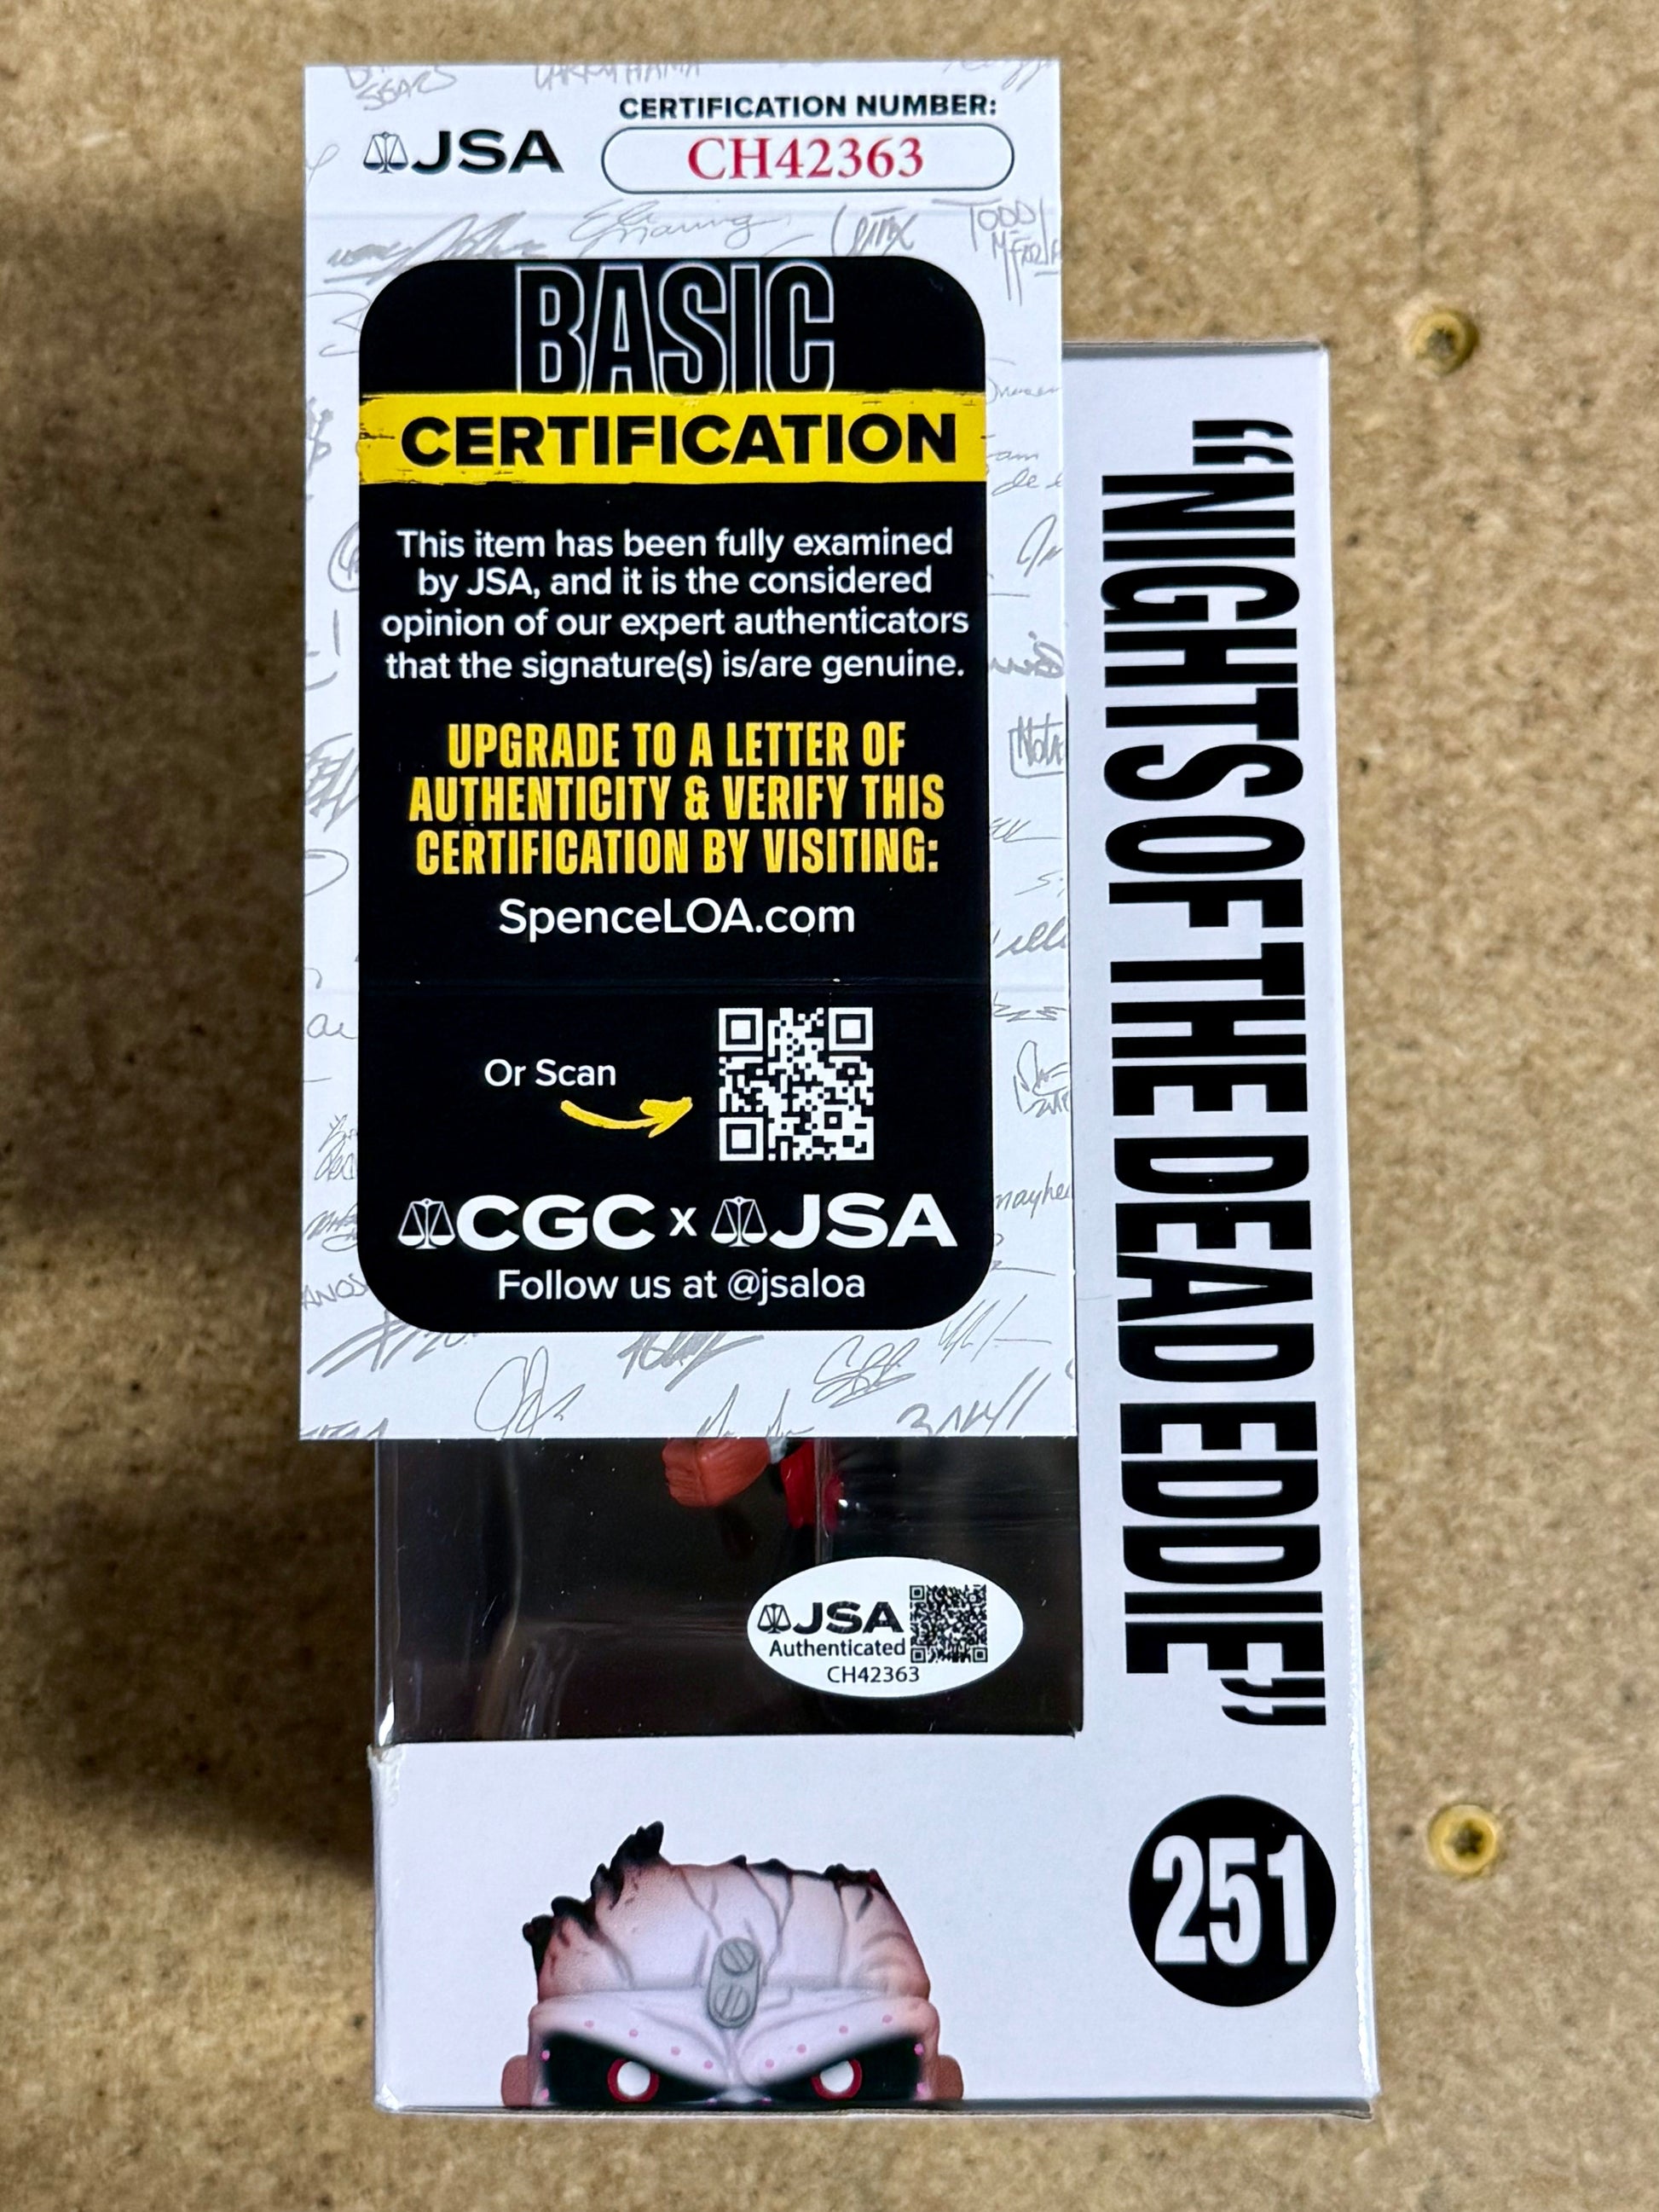 CERTIFICATION NUMBER:
JSA
CH42363
TODD
BASIC
CERTIFICATION
This item has been fully examined
by JSA, and it is the considered
opinion of our expert authenticators
that the signature(s) is/are genuine.
UPGRADE TO A LETTER OF
AUTHENTICITY & VERIFY THIS
CERTIFICATION BY VISITING:
SpenceLOA.com
Or Scan
CGC x JSA
Follow us at @jsaloa
"NIGHTS OF THE DEAD EDDIE"
JSA
Authenticated
CH42363
251